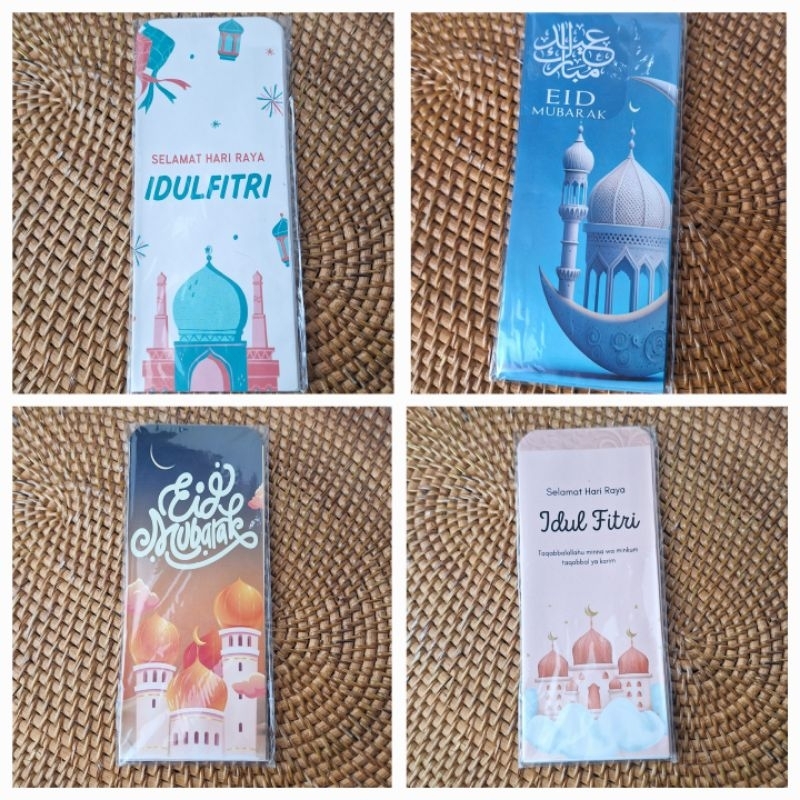 SELAMAT HARI RAYA
IDULFITRI
عيد
مبارك
EID
MUBARAK
Eid
Mubarak
Selamat Hari Raya
Idul Fitri
Taqabbalallahu minna wa minkum
taqabbal ya karim